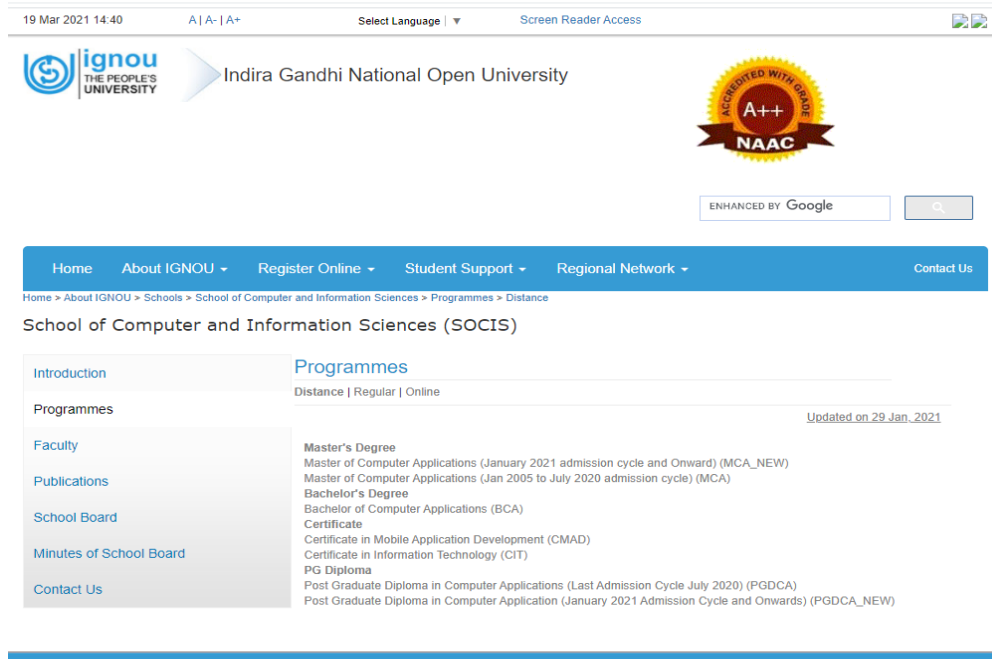 19 Mar 2021 14:40 A | A- | A+ Select Language ▼ Screen Reader Access
ignou
THE PEOPLE'S
UNIVERSITY
Indira Gandhi National Open University
ACCREDITED WITH GRADE
A++
NAAC
ENHANCED BY Google
Home About IGNOU Register Online Student Support Regional Network Contact Us
Home > About IGNOU > Schools > School of Computer and Information Sciences > Programmes > Distance
School of Computer and Information Sciences (SOCIS)
Introduction
Programmes
Faculty
Publications
School Board
Minutes of School Board
Contact Us
Programmes
Distance | Regular | Online
Updated on 29 Jan, 2021
Master's Degree
Master of Computer Applications (January 2021 admission cycle and Onward) (MCA_NEW)
Master of Computer Applications (Jan 2005 to July 2020 admission cycle) (MCA)
Bachelor's Degree
Bachelor of Computer Applications (BCA)
Certificate
Certificate in Mobile Application Development (CMAD)
Certificate in Information Technology (CIT)
PG Diploma
Post Graduate Diploma in Computer Applications (Last Admission Cycle July 2020) (PGDCA)
Post Graduate Diploma in Computer Application (January 2021 Admission Cycle and Onwards) (PGDCA_NEW)